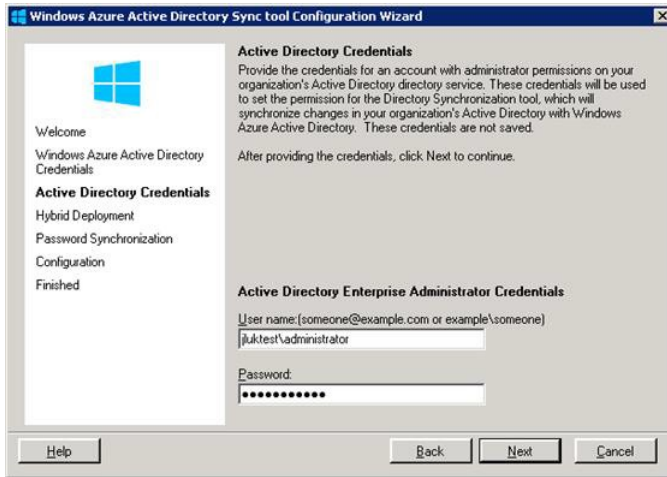 Windows Azure Active Directory Sync tool Configuration Wizard
Welcome
Windows Azure Active Directory
Credentials
Active Directory Credentials
Hybrid Deployment
Password Synchronization
Configuration
Finished
Active Directory Credentials
Provide the credentials for an account with administrator permissions on your
organization's Active Directory directory service. These credentials will be used
to set the permission for the Directory Synchronization tool, which will
synchronize changes in your organization's Active Directory with Windows
Azure Active Directory. These credentials are not saved.
After providing the credentials, click Next to continue.
Active Directory Enterprise Administrator Credentials
User name:(someone@example.com or example\someone)
jluktest\administrator
Password:
●●●●●●●●●●●
Help
Back
Next
Cancel